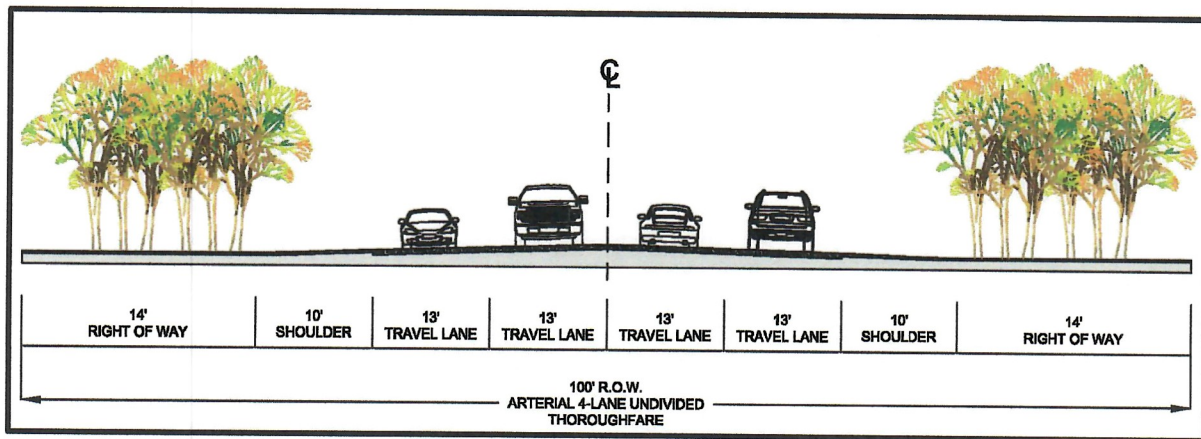 ℄
14'
RIGHT OF WAY
10'
SHOULDER
13'
TRAVEL LANE
13'
TRAVEL LANE
13'
TRAVEL LANE
13'
TRAVEL LANE
10'
SHOULDER
14'
RIGHT OF WAY
100' R.O.W.
ARTERIAL 4-LANE UNDIVIDED
THOROUGHFARE